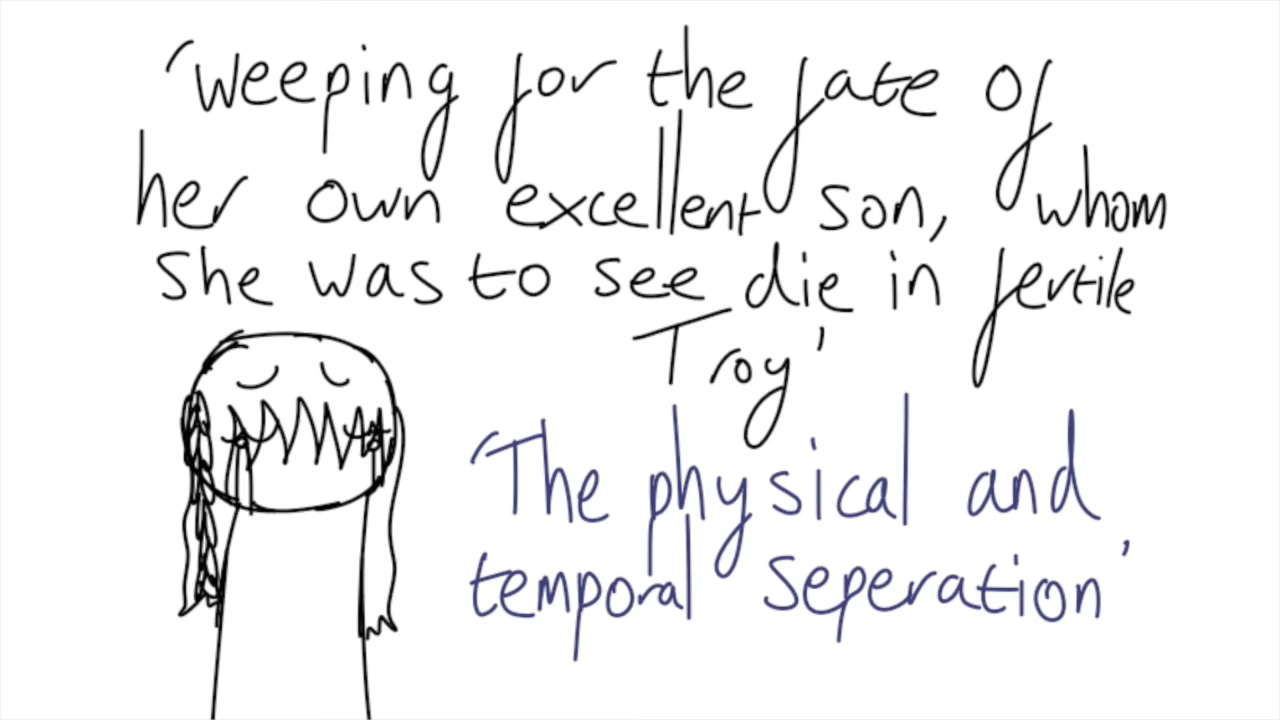 'weeping for the fate of
her own excellent son, whom
she was to see die in fertile
Troy'
'The physical and
temporal seperation'